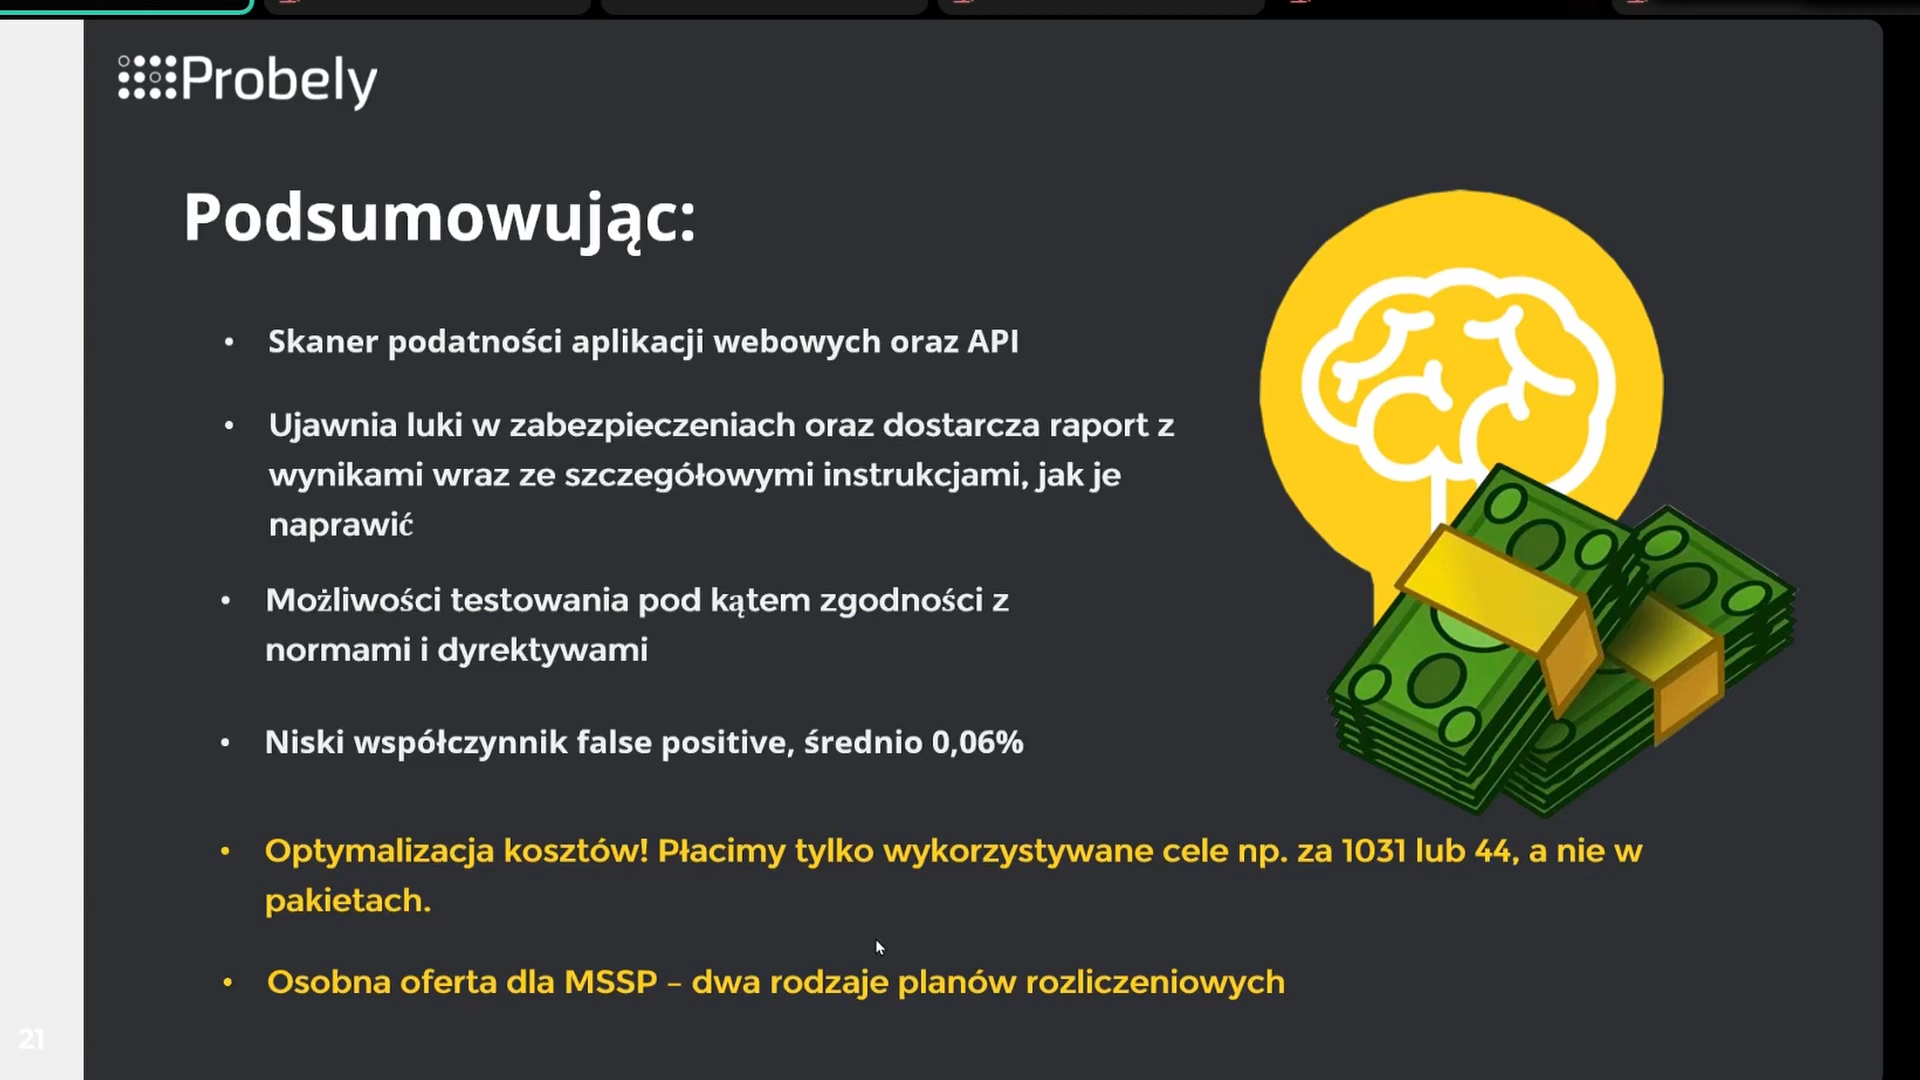 Probely
Podsumowując:
• Skaner podatności aplikacji webowych oraz API
• Ujawnia luki w zabezpieczeniach oraz dostarcza raport z
wynikami wraz ze szczegółowymi instrukcjami, jak je
naprawić
• Możliwości testowania pod kątem zgodności z
normami i dyrektywami
• Niski współczynnik false positive, średnio 0,06%
• Optymalizacja kosztów! Płacimy tylko wykorzystywane cele np. za 1031 lub 44, a nie w
pakietach.
• Osobna oferta dla MSSP – dwa rodzaje planów rozliczeniowych
21